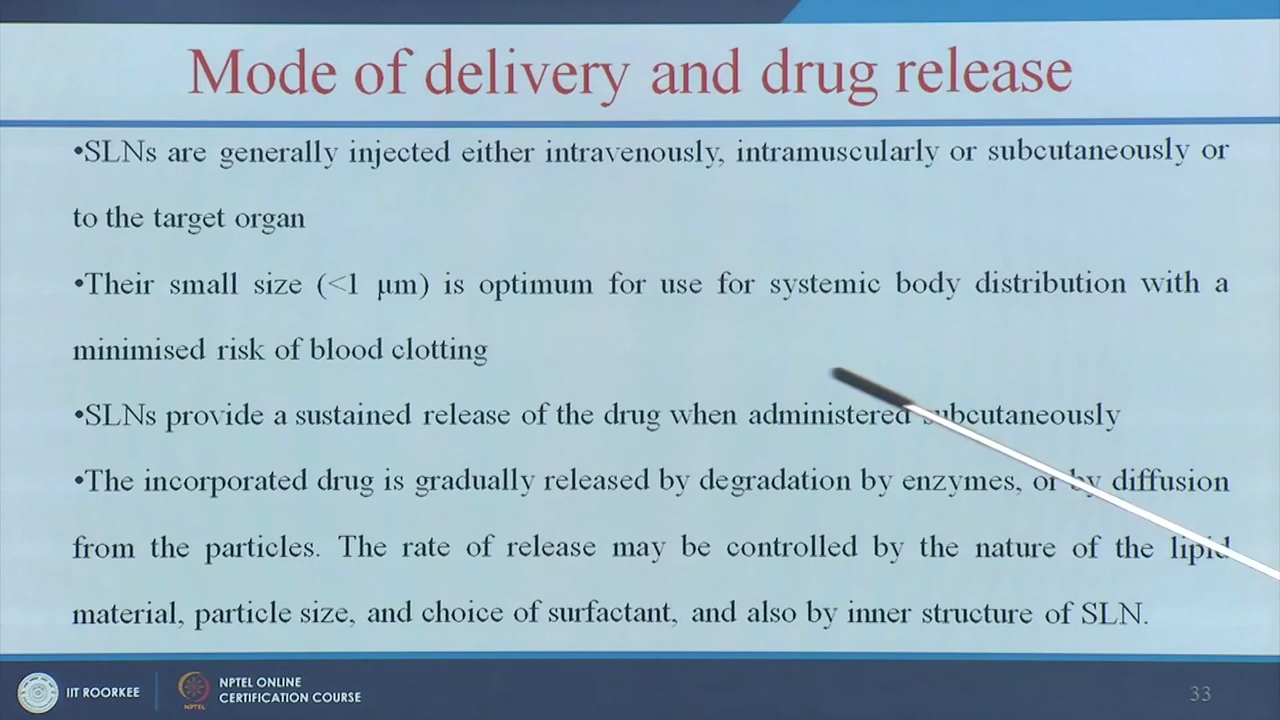 Mode of delivery and drug release
•SLNs are generally injected either intravenously, intramuscularly or subcutaneously or
to the target organ
•Their small size (<1 μm) is optimum for use for systemic body distribution with a
minimised risk of blood clotting
•SLNs provide a sustained release of the drug when administered subcutaneously
•The incorporated drug is gradually released by degradation by enzymes, or by diffusion
from the particles. The rate of release may be controlled by the nature of the lipid
material, particle size, and choice of surfactant, and also by inner structure of SLN.
IIT ROORKEE
NPTEL
NPTEL ONLINE
CERTIFICATION COURSE
33